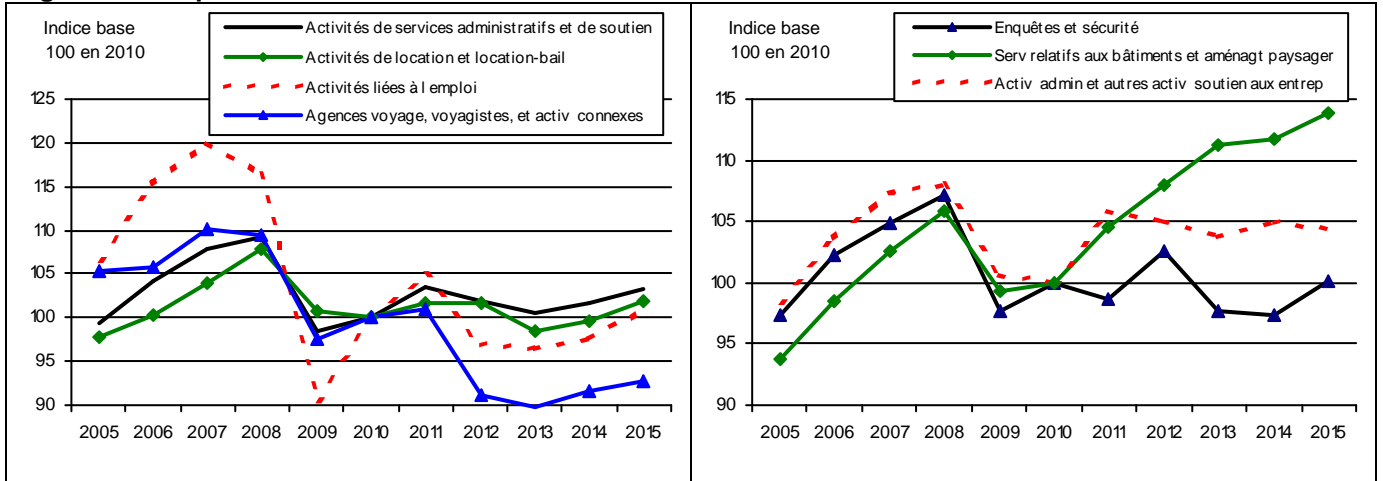 Indice base
100 en 2010
Activités de services administratifs et de soutien
Activités de location et location-bail
Activités liées à l emploi
Agences voyage, voyagistes, et activ connexes
125
120
115
110
105
100
95
90
2005 2006 2007 2008 2009 2010 2011 2012 2013 2014 2015
Indice base
100 en 2010
Enquêtes et sécurité
Serv relatifs aux bâtiments et aménagt paysager
Activ admin et autres activ soutien aux entrep
115
110
105
100
95
90
2005 2006 2007 2008 2009 2010 2011 2012 2013 2014 2015